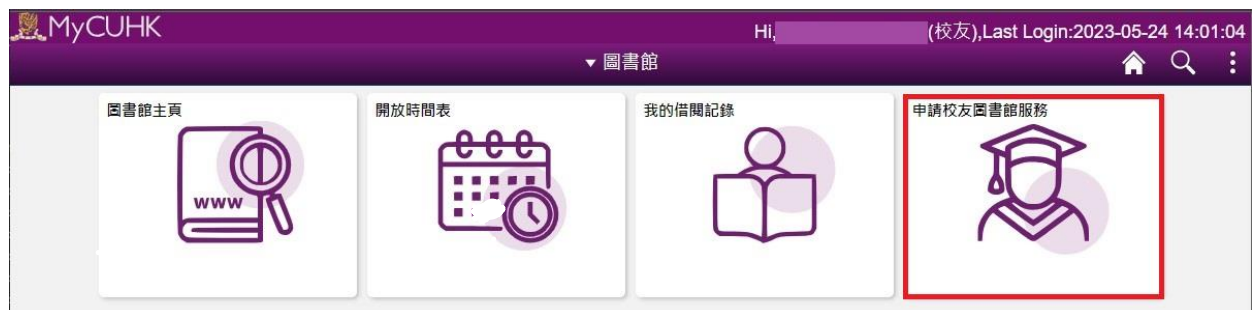 MyCUHK
Hi, (校友),Last Login:2023-05-24 14:01:04
圖書館
圖書館主頁
www
開放時間表
我的借閱記錄
申請校友圖書館服務